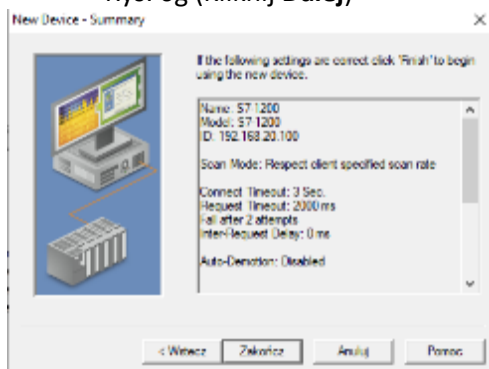 (Kliknij Dalej)
New Device - Summary
If the following settings are correct click 'Finish' to begin
using the new device.
Name: S7 1200
Model: S7 1200
ID: 192.168.20.100
Scan Mode: Respect client specified scan rate
Connect Timeout: 3 Sec.
Request Timeout: 2000 ms
Fail after 2 attempts
Inter-Request Delay: 0 ms
Auto-Demotion: Disabled
< Wstecz Zakończ Anuluj Pomoc